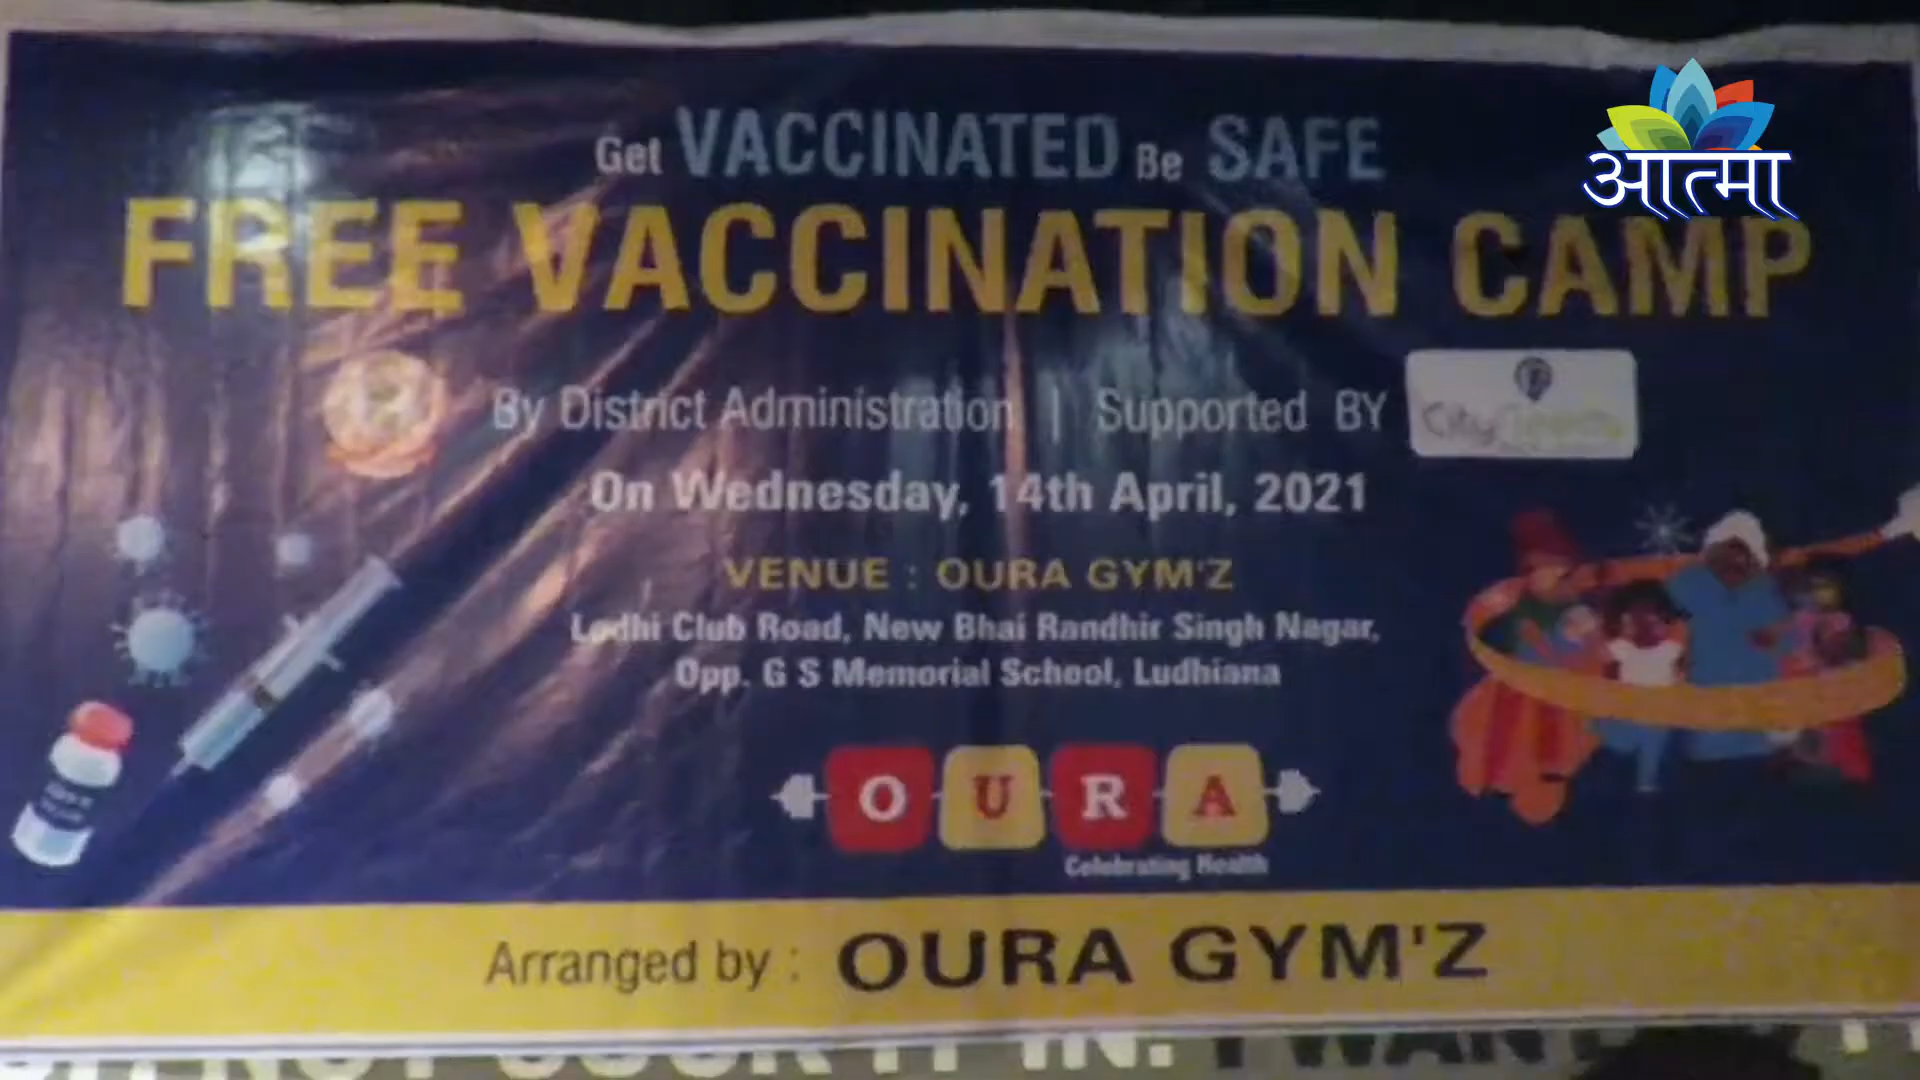 आत्मा
Get VACCINATED Be SAFE
FREE VACCINATION CAMP
By District Administration | Supported BY
City
On Wednesday, 14th April, 2021
VENUE : OURA GYM'Z
Lodhi Club Road, New Bhai Randhir Singh Nagar,
Opp. G S Memorial School, Ludhiana
OURA
Celebrating Health
Arranged by : OURA GYM'Z